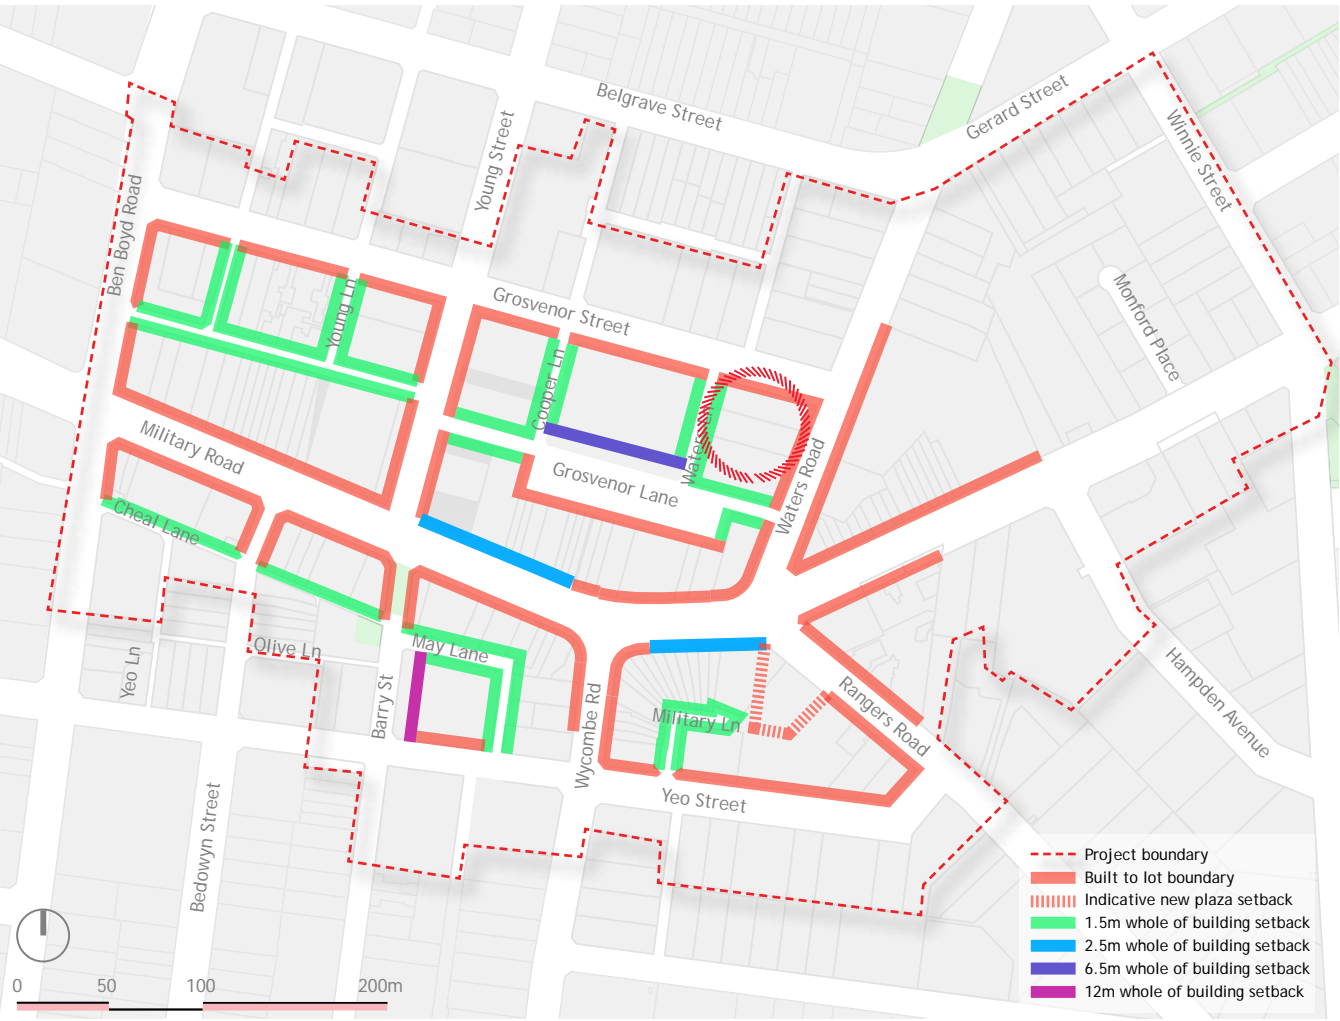 Belgrave Street
Gerard Street
Winnie Street
Young Street
Ben Boyd Road
Monford Place
Young Ln
Grosvenor Street
Cooper Ln
Waters
Waters Road
Military Road
Grosvenor Lane
Cheal Lane
Olive Ln
May Lane
Yeo Ln
Barry St
Wycombe Rd
Military Ln
Rangers Road
Hampden Avenue
Yeo Street
Bedowyn Street
Project boundary
Built to lot boundary
Indicative new plaza setback
1.5m whole of building setback
2.5m whole of building setback
6.5m whole of building setback
12m whole of building setback
0 50 100 200m